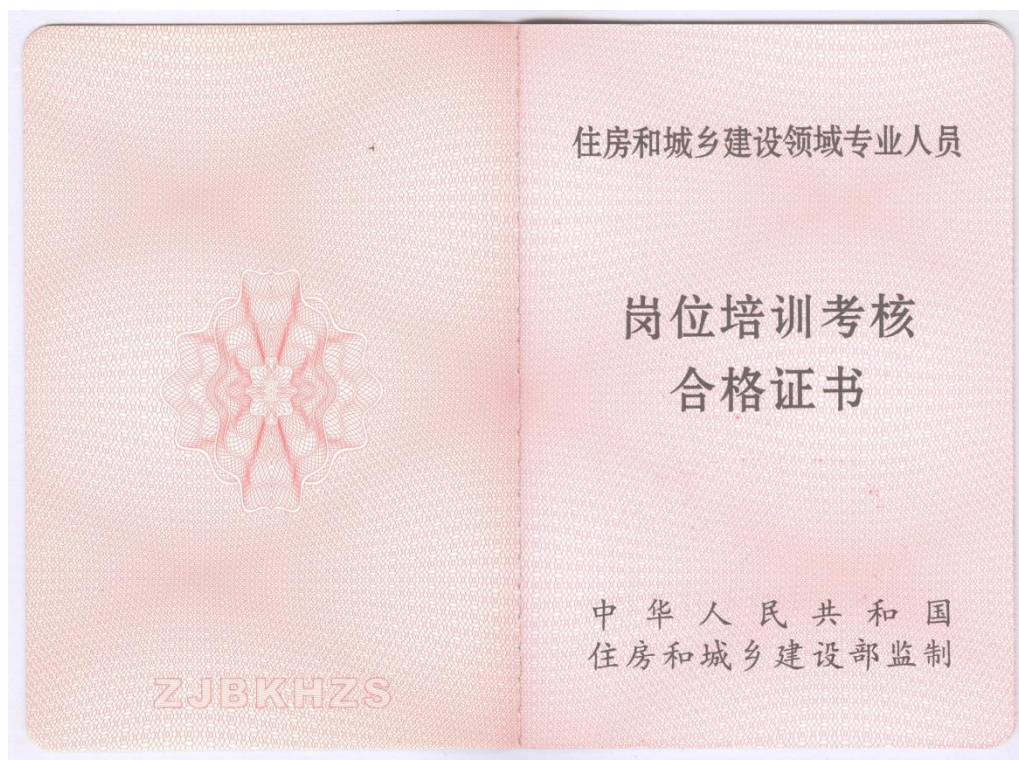 住房和城乡建设领域专业人员
岗位培训考核
合格证书
中华人民共和国
住房和城乡建设部监制
ZJBKHZS